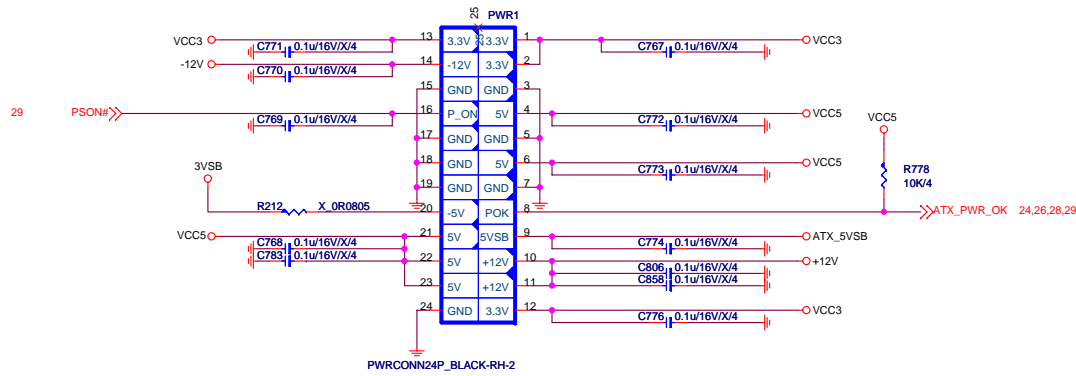 25
PWR1
25 X
VCC3
13
3.3V
3.3V
1
VCC3
C771
0.1u/16V/X/4
C767
0.1u/16V/X/4
-12V
14
-12V
3.3V
2
C770
0.1u/16V/X/4
15
GND
GND
3
29
PSON#
16
P_ON
5V
4
VCC5
C769
0.1u/16V/X/4
C772
0.1u/16V/X/4
VCC5
17
GND
GND
5
18
GND
5V
6
VCC5
3VSB
C773
0.1u/16V/X/4
R778
10K/4
19
GND
GND
7
R212
X_0R0805
20
-5V
POK
8
ATX_PWR_OK
24,26,28,29
VCC5
21
5V
5VSB
9
ATX_5VSB
C768
0.1u/16V/X/4
C774
0.1u/16V/X/4
C783
0.1u/16V/X/4
22
5V
+12V
10
+12V
C806
0.1u/16V/X/4
23
5V
+12V
11
C858
0.1u/16V/X/4
24
GND
3.3V
12
VCC3
C776
0.1u/16V/X/4
PWRCONN24P_BLACK-RH-2